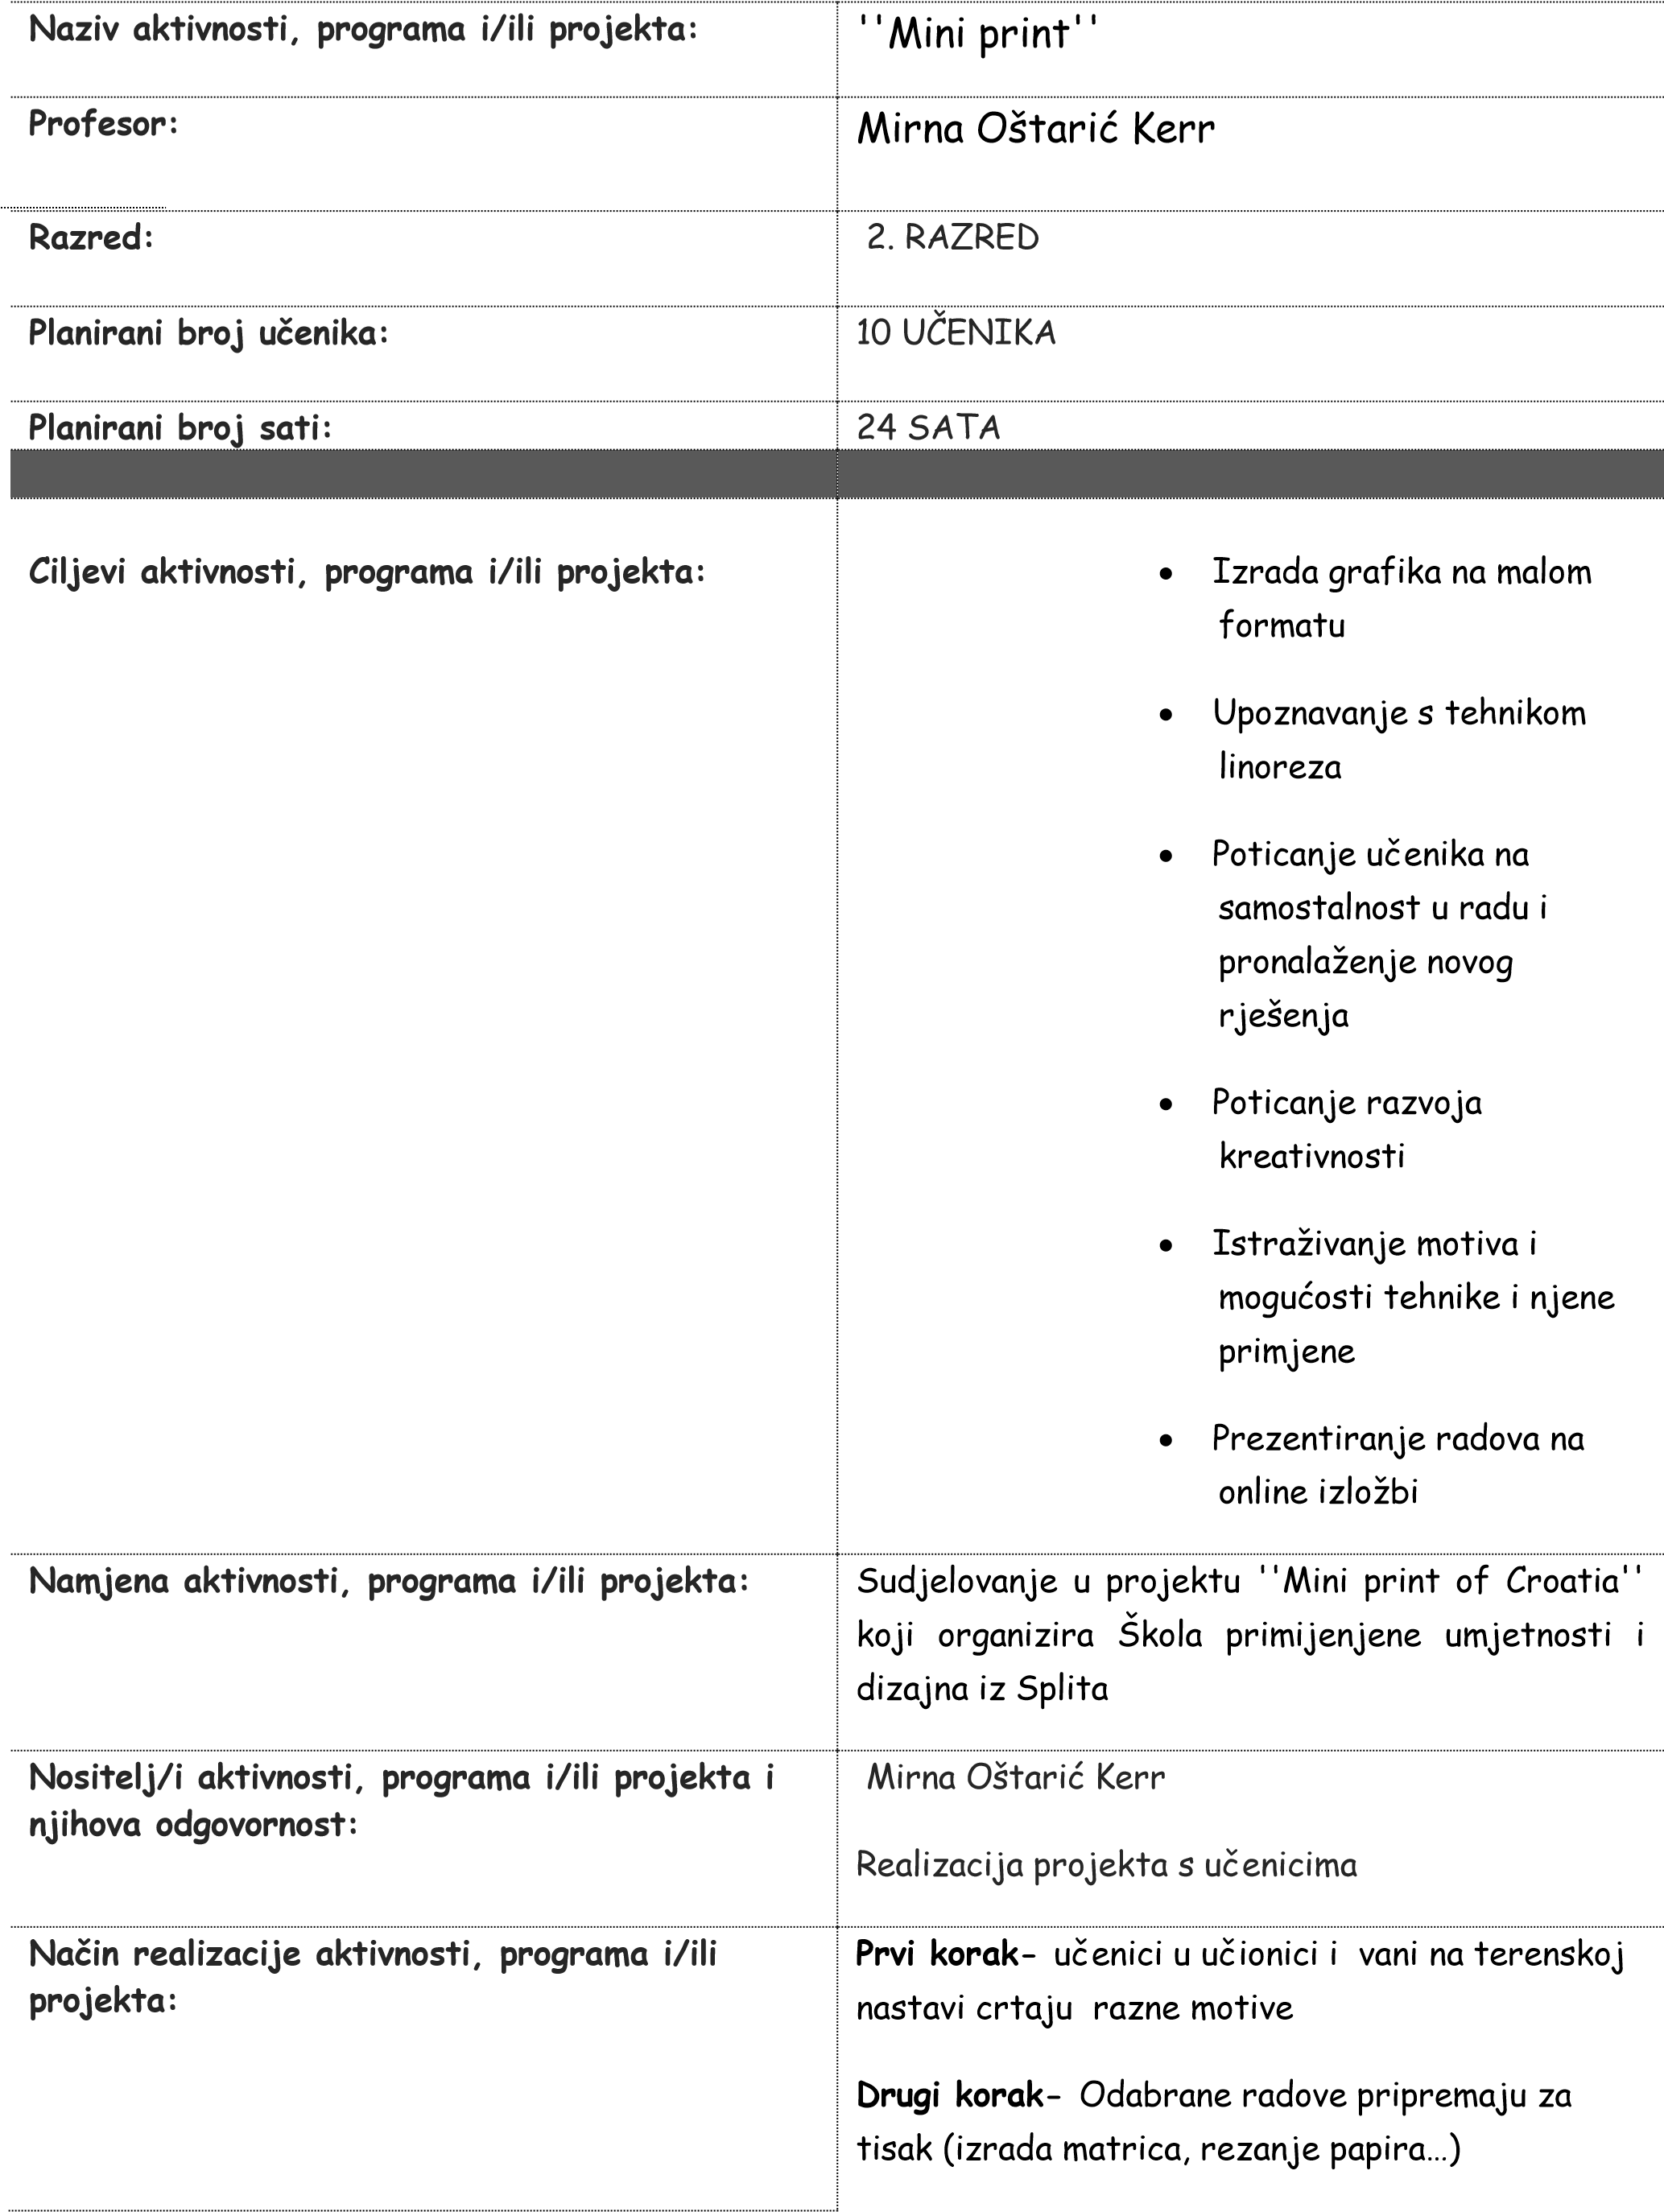 Naziv aktivnosti, programa i/ili projekta:
''Mini print''
Profesor:
Mirna Oštarić Kerr
Razred:
2. RAZRED
Planirani broj učenika:
10 UČENIKA
Planirani broj sati:
24 SATA
Ciljevi aktivnosti, programa i/ili projekta:
• Izrada grafika na malom
formatu
• Upoznavanje s tehnikom
linoreza
• Poticanje učenika na
samostalnost u radu i
pronalaženje novog
rješenja
• Poticanje razvoja
kreativnosti
• Istraživanje motiva i
mogućosti tehnike i njene
primjene
• Prezentiranje radova na
online izložbi
Namjena aktivnosti, programa i/ili projekta:
Sudjelovanje u projektu ''Mini print of Croatia''
koji organizira Škola primijenjene umjetnosti i
dizajna iz Splita
Nositelj/i aktivnosti, programa i/ili projekta i
njihova odgovornost:
Mirna Oštarić Kerr
Realizacija projekta s učenicima
Način realizacije aktivnosti, programa i/ili
projekta:
Prvi korak- učenici u učionici i vani na terenskoj
nastavi crtaju razne motive
Drugi korak- Odabrane radove pripremaju za
tisak (izrada matrica, rezanje papira…)